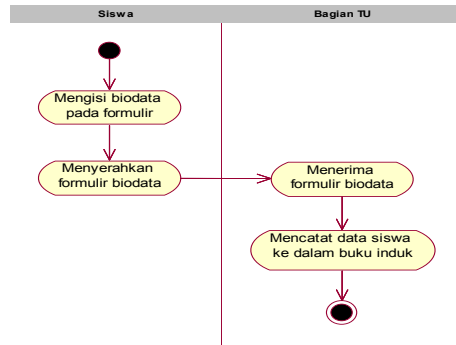 Siswa
Bagian TU
Mengisi biodata
pada formulir
Menyerahkan
formulir biodata
Menerima
formulir biodata
Mencatat data siswa
ke dalam buku induk